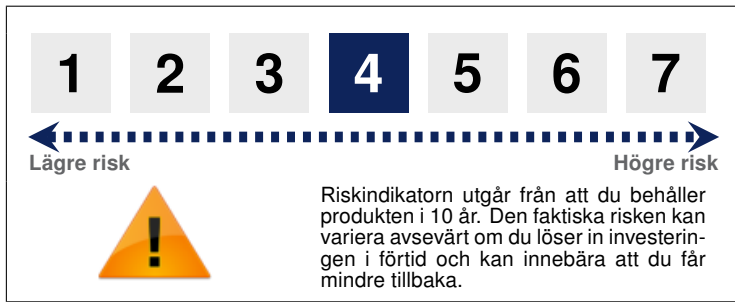 1 2 3 4 5 6 7
Lägre risk Högre risk
!
Riskindikatorn utgår från att du behåller
produkten i 10 år. Den faktiska risken kan
variera avsevärt om du löser in investerin-
gen i förtid och kan innebära att du får
mindre tillbaka.